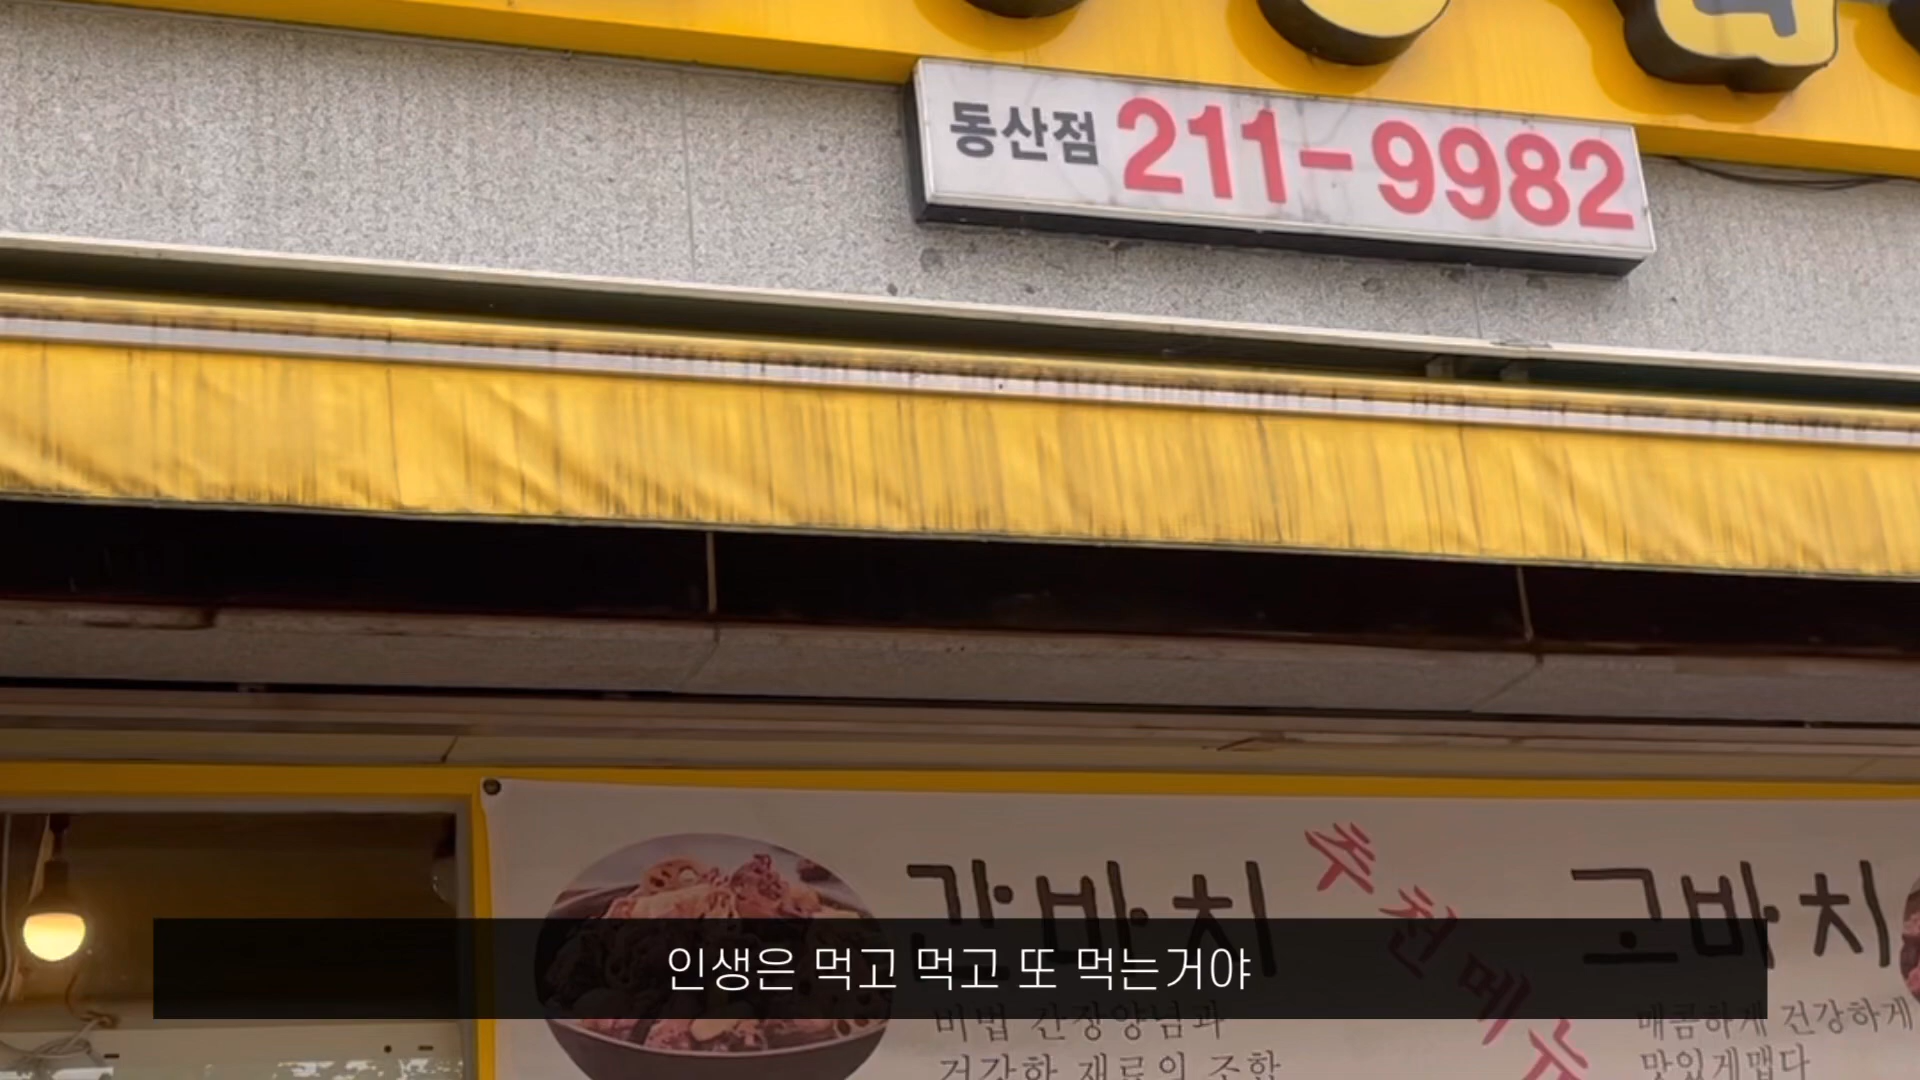 동산점 211-9982
간바치
추천메뉴
고바치
인생은 먹고 먹고 또 먹는거야
비법 간장양념과
건강한 재료의 조합
매콤하게 건강하게
맛있게맵다